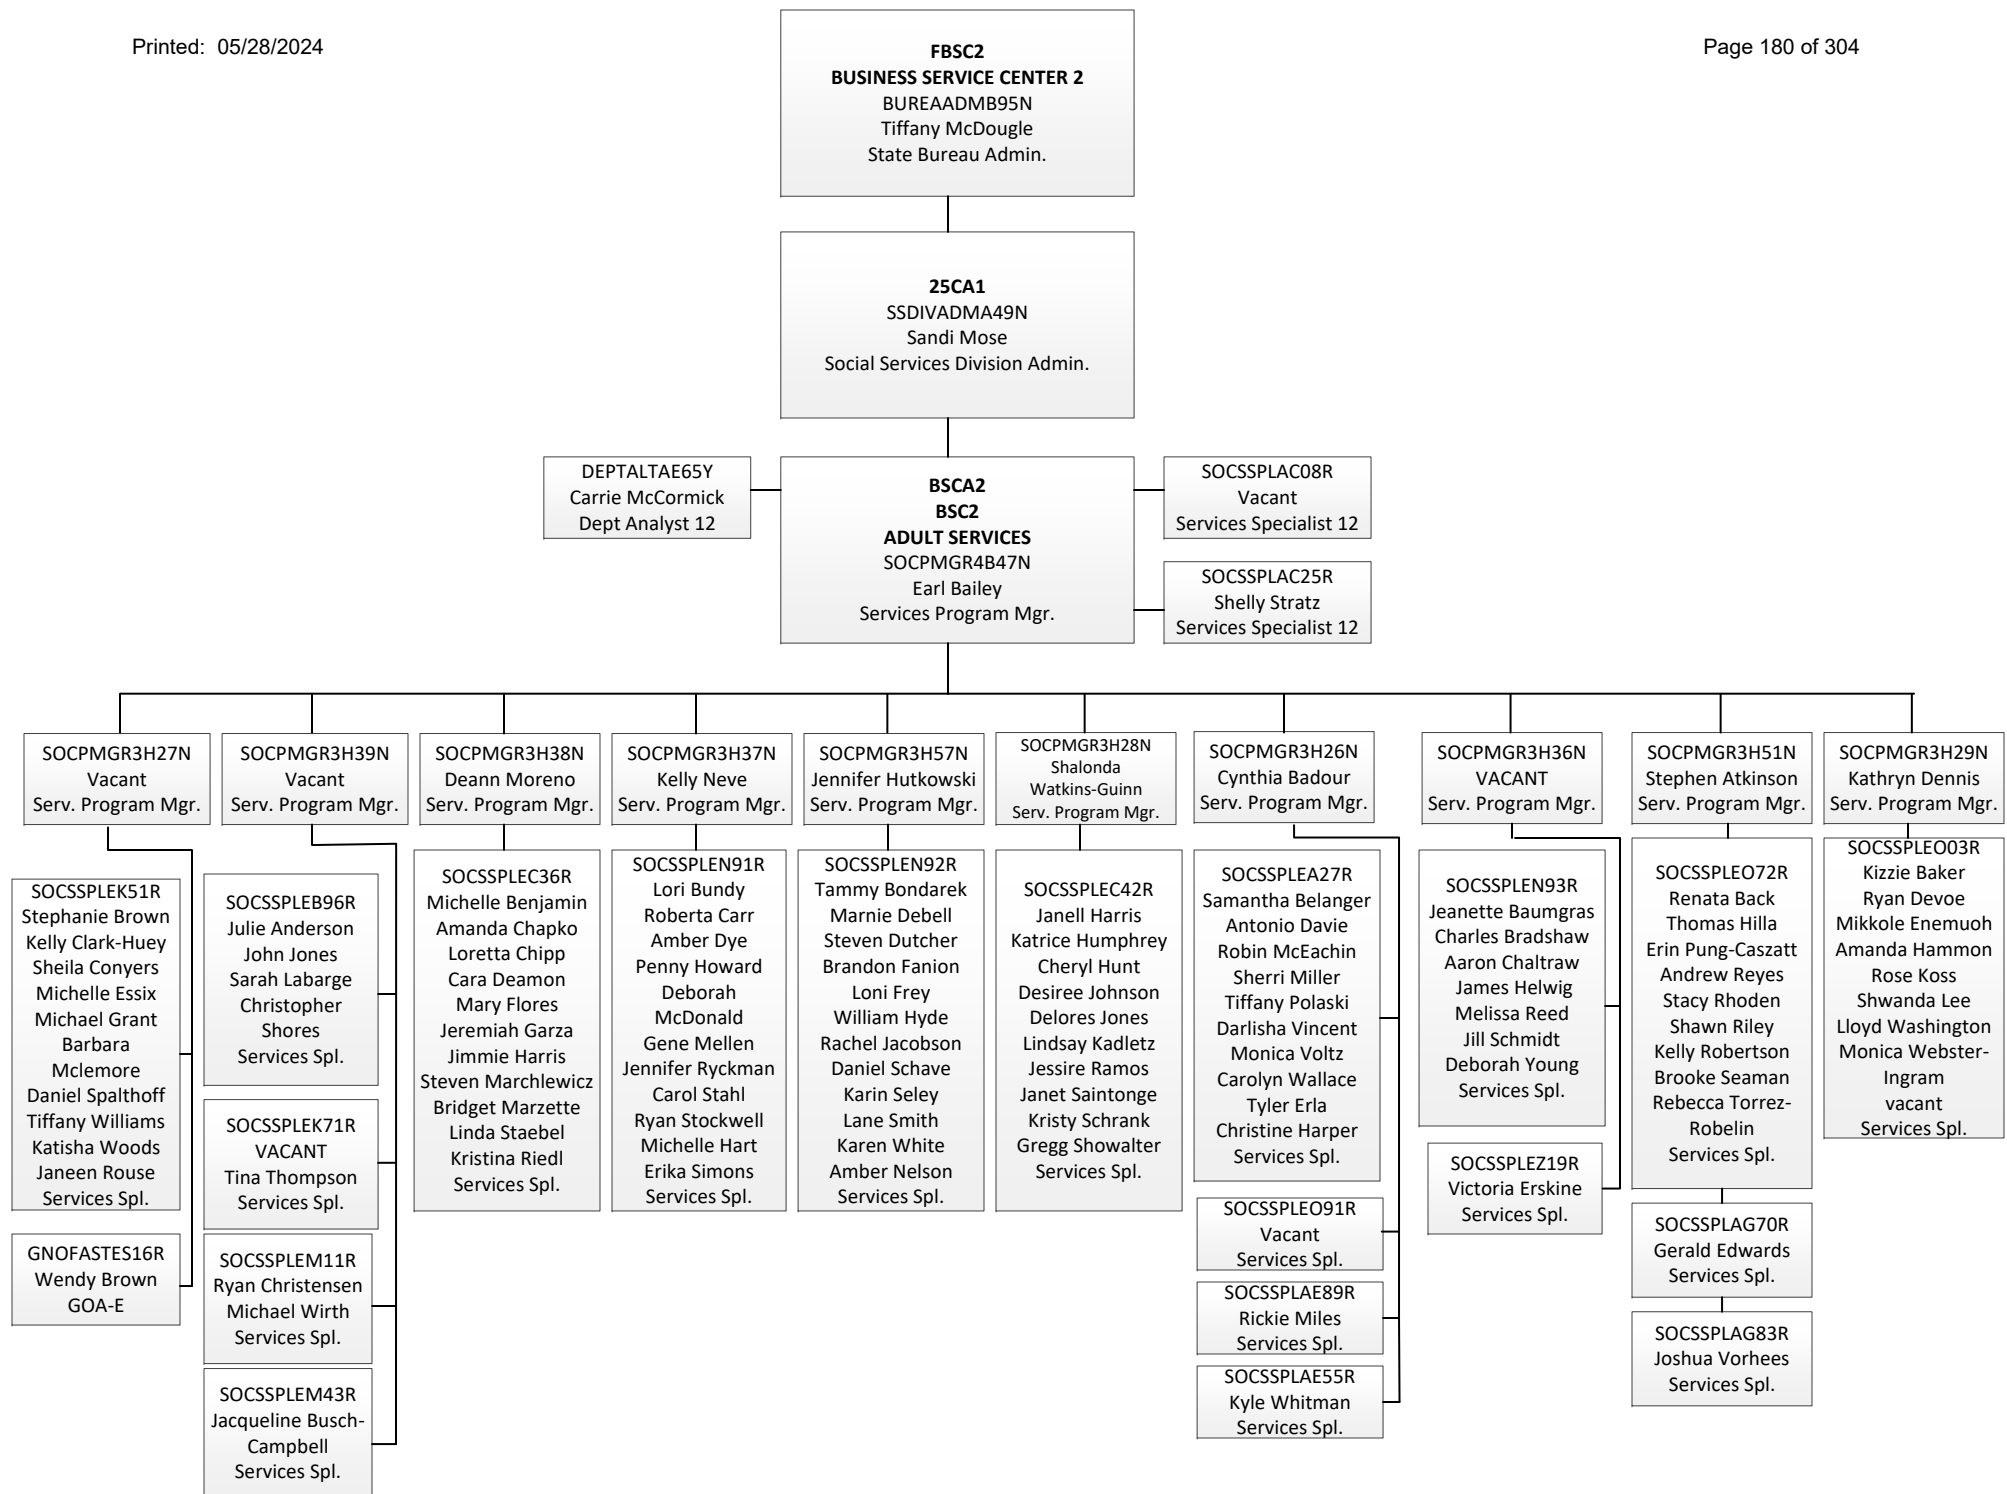 Printed: 05/28/2024
Page 180 of 304
FBSC2
BUSINESS SERVICE CENTER 2
BUREAADMB95N
Tiffany McDougle
State Bureau Admin.
25CA1
SSDIVADMA49N
Sandi Mose
Social Services Division Admin.
DEPTALTAE65Y
Carrie McCormick
Dept Analyst 12
BSCA2
BSC2
ADULT SERVICES
SOCPMGR4B47N
Earl Bailey
Services Program Mgr.
SOCSSPLAC08R
Vacant
Services Specialist 12
SOCSSPLAC25R
Shelly Stratz
Services Specialist 12
SOCPMGR3H27N
Vacant
Serv. Program Mgr.
SOCPMGR3H39N
Vacant
Serv. Program Mgr.
SOCPMGR3H38N
Deann Moreno
Serv. Program Mgr.
SOCPMGR3H37N
Kelly Neve
Serv. Program Mgr.
SOCPMGR3H57N
Jennifer Hutkowski
Serv. Program Mgr.
SOCPMGR3H28N
Shalonda
Watkins-Guinn
Serv. Program Mgr.
SOCPMGR3H26N
Cynthia Badour
Serv. Program Mgr.
SOCPMGR3H36N
VACANT
Serv. Program Mgr.
SOCPMGR3H51N
Stephen Atkinson
Serv. Program Mgr.
SOCPMGR3H29N
Kathryn Dennis
Serv. Program Mgr.
SOCSSPLEK51R
Stephanie Brown
Kelly Clark-Huey
Sheila Conyers
Michelle Essix
Michael Grant
Barbara
Mclemore
Daniel Spalthoff
Tiffany Williams
Katisha Woods
Janeen Rouse
Services Spl.
GNOFASTES16R
Wendy Brown
GOA-E
SOCSSPLEB96R
Julie Anderson
John Jones
Sarah Labarge
Christopher
Shores
Services Spl.
SOCSSPLEK71R
VACANT
Tina Thompson
Services Spl.
SOCSSPLEM11R
Ryan Christensen
Michael Wirth
Services Spl.
SOCSSPLEM43R
Jacqueline Busch-
Campbell
Services Spl.
SOCSSPLEC36R
Michelle Benjamin
Amanda Chapko
Loretta Chipp
Cara Deamon
Mary Flores
Jeremiah Garza
Jimmie Harris
Steven Marchlewicz
Bridget Marzette
Linda Staebel
Kristina Riedl
Services Spl.
SOCSSPLEN91R
Lori Bundy
Roberta Carr
Amber Dye
Penny Howard
Deborah
McDonald
Gene Mellen
Jennifer Ryckman
Carol Stahl
Ryan Stockwell
Michelle Hart
Erika Simons
Services Spl.
SOCSSPLEN92R
Tammy Bondarek
Marnie Debell
Steven Dutcher
Brandon Fanion
Loni Frey
William Hyde
Rachel Jacobson
Daniel Schave
Karin Seley
Lane Smith
Karen White
Amber Nelson
Services Spl.
SOCSSPLEC42R
Janell Harris
Katrice Humphrey
Cheryl Hunt
Desiree Johnson
Delores Jones
Lindsay Kadletz
Jessire Ramos
Janet Saintonge
Kristy Schrank
Gregg Showalter
Services Spl.
SOCSSPLEA27R
Samantha Belanger
Antonio Davie
Robin McEachin
Sherri Miller
Tiffany Polaski
Darlisha Vincent
Monica Voltz
Carolyn Wallace
Tyler Erla
Christine Harper
Services Spl.
SOCSSPLEO91R
Vacant
Services Spl.
SOCSSPLAE89R
Rickie Miles
Services Spl.
SOCSSPLAE55R
Kyle Whitman
Services Spl.
SOCSSPLEN93R
Jeanette Baumgras
Charles Bradshaw
Aaron Chaltraw
James Helwig
Melissa Reed
Jill Schmidt
Deborah Young
Services Spl.
SOCSSPLEZ19R
Victoria Erskine
Services Spl.
SOCSSPLEO72R
Renata Back
Thomas Hilla
Erin Pung-Caszatt
Andrew Reyes
Stacy Rhoden
Shawn Riley
Kelly Robertson
Brooke Seaman
Rebecca Torrez-
Robelin
Services Spl.
SOCSSPLAG70R
Gerald Edwards
Services Spl.
SOCSSPLAG83R
Joshua Vorhees
Services Spl.
SOCSSPLEO03R
Kizzie Baker
Ryan Devoe
Mikkole Enemuoh
Amanda Hammon
Rose Koss
Shwanda Lee
Lloyd Washington
Monica Webster-
Ingram
vacant
Services Spl.